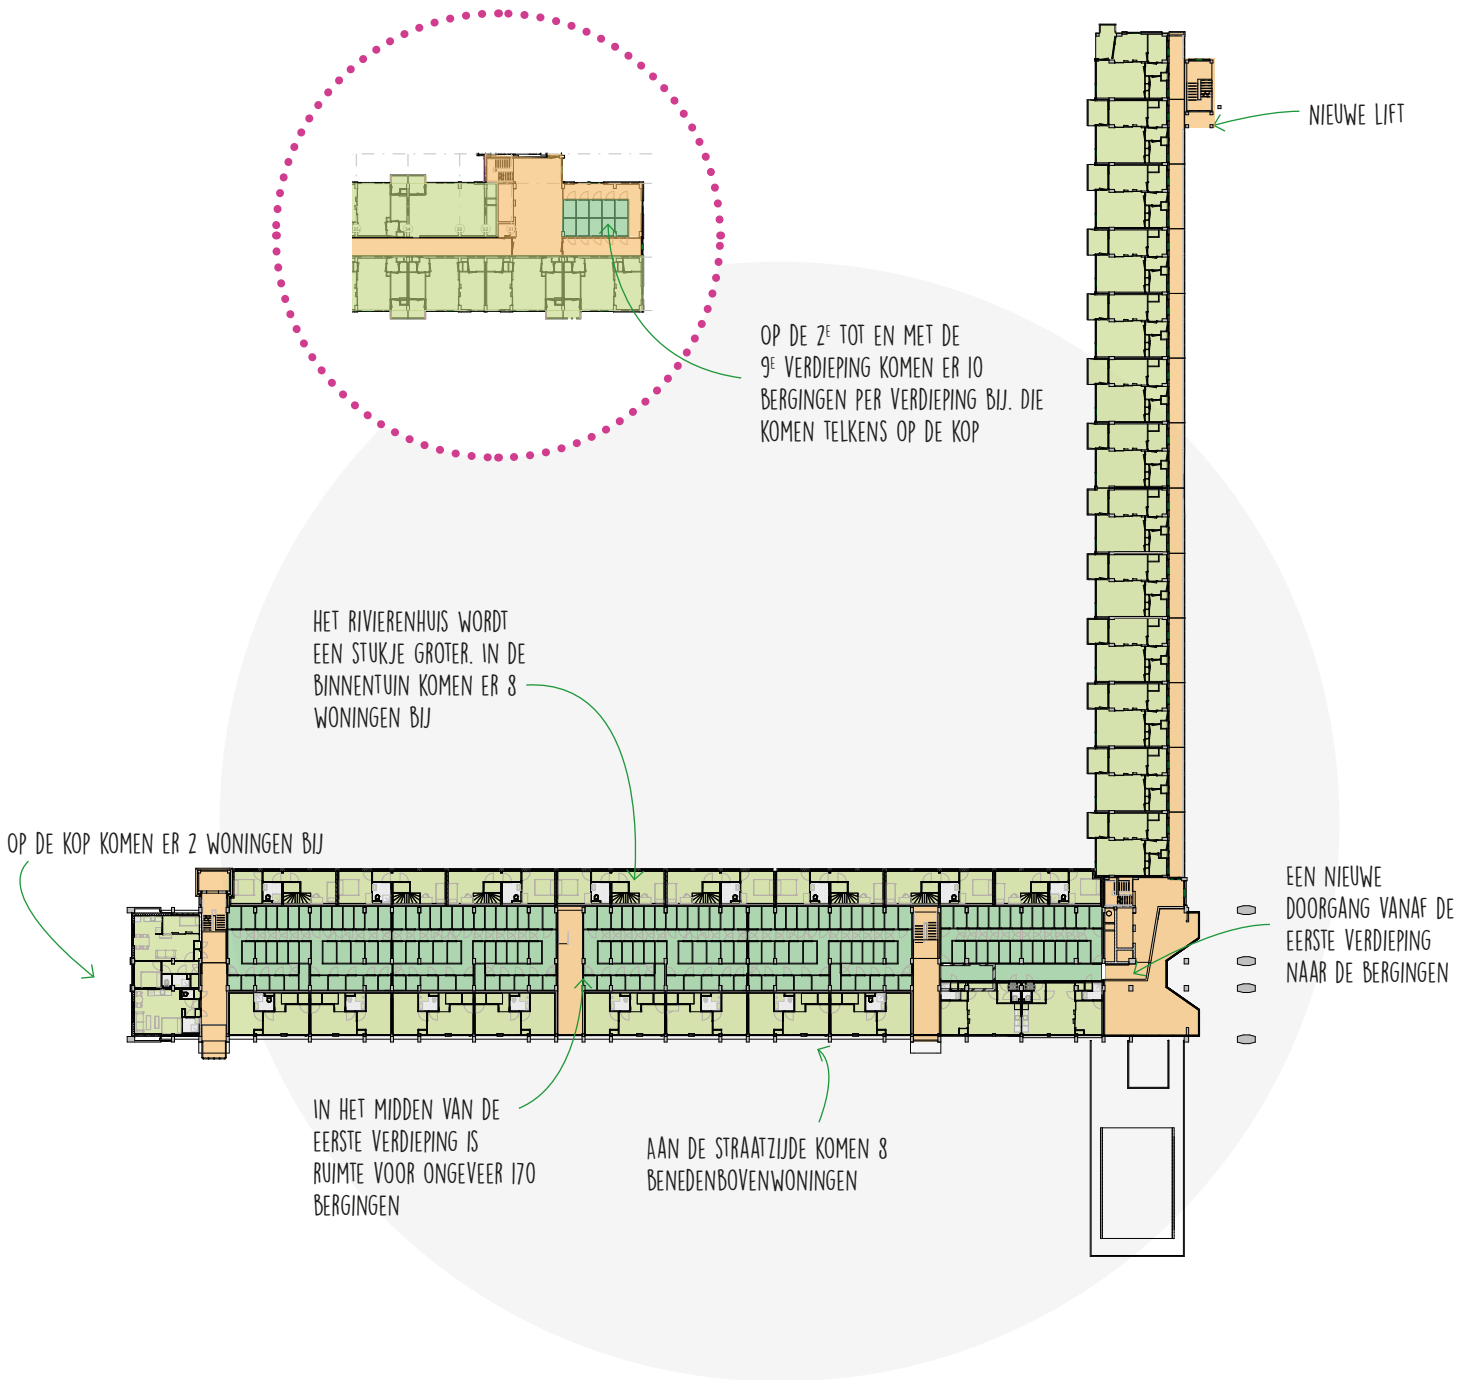 NIEUWE LIFT
OP DE 2E TOT EN MET DE
9E VERDIEPING KOMEN ER 10
BERGINGEN PER VERDIEPING BIJ. DIE
KOMEN TELKENS OP DE KOP
HET RIVIERENHUIS WORDT
EEN STUKJE GROTER. IN DE
BINNENTUIN KOMEN ER 8
WONINGEN BIJ
OP DE KOP KOMEN ER 2 WONINGEN BIJ
EEN NIEUWE
DOORGANG VANAF DE
EERSTE VERDIEPING
NAAR DE BERGINGEN
IN HET MIDDEN VAN DE
EERSTE VERDIEPING IS
RUIMTE VOOR ONGEVEER 170
BERGINGEN
AAN DE STRAATZIJDE KOMEN 8
BENEDENBOVENWONINGEN